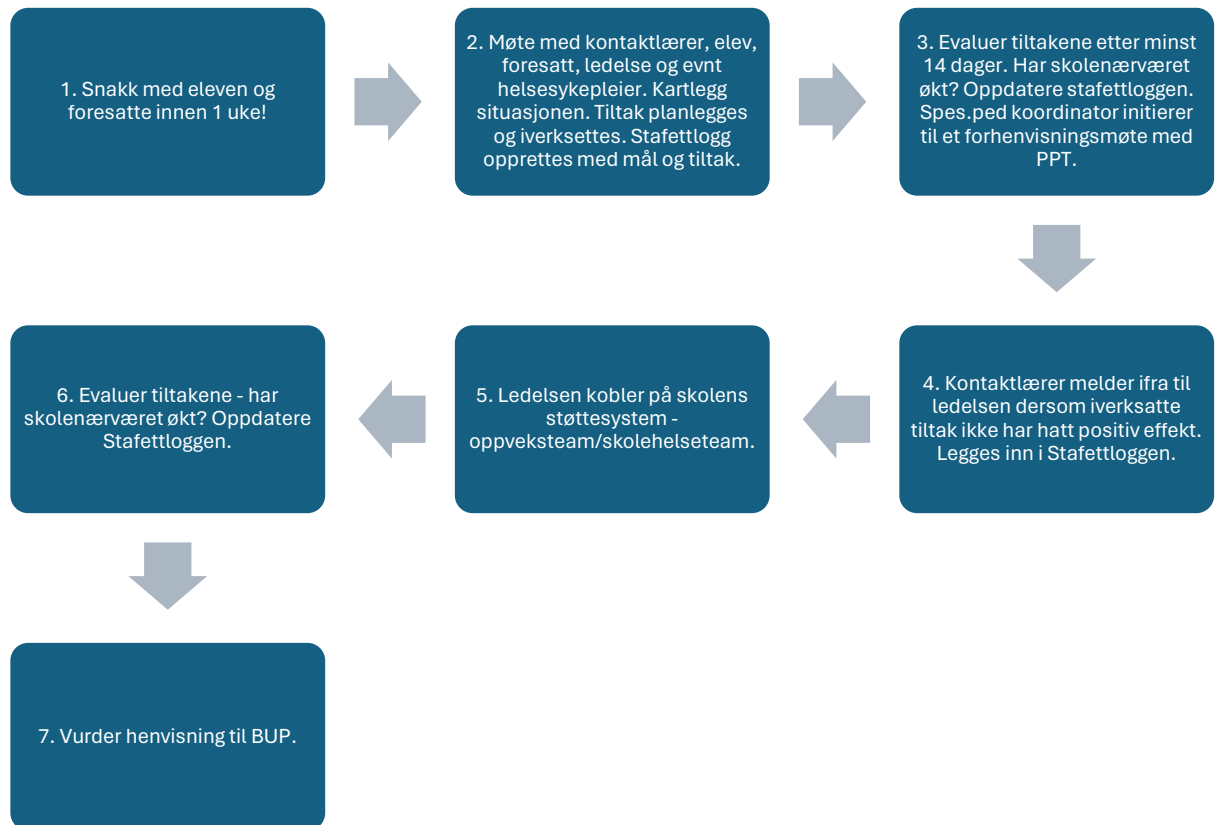 1. Snakk med eleven og
foresatte innen 1 uke!
2. Møte med kontaktlærer, elev,
foresatt, ledelse og evnt
helsesykepleier. Kartlegg
situasjonen. Tiltak planlegges
og iverksettes. Stafettlogg
opprettes med mål og tiltak.
3. Evaluer tiltakene etter minst
14 dager. Har skolenærværet
økt? Oppdatere stafettloggen.
Spes.ped koordinator initierer
til et forhenvisningsmøte med
PPT.
4. Kontaktlærer melder ifra til
ledelsen dersom iverksatte
tiltak ikke har hatt positiv effekt.
Legges inn i Stafettloggen.
5. Ledelsen kobler på skolens
støttesystem -
oppveksteam/skolehelseteam.
6. Evaluer tiltakene - har
skolenærværet økt? Oppdatere
Stafettloggen.
7. Vurder henvisning til BUP.